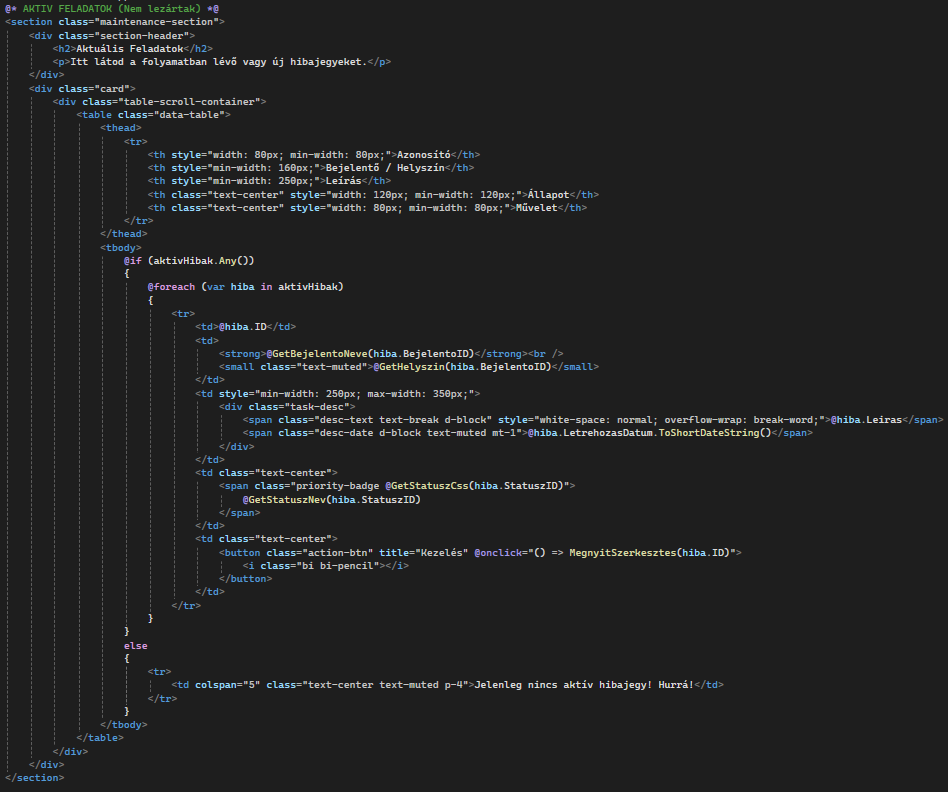 @* AKTIV FELADATOK (Nem lezártak) *@
<section class="maintenance-section">
<div class="section-header">
<h2>Aktuális Feladatok</h2>
<p>Itt látod a folyamatban lévő vagy új hibajegyeket.</p>
</div>
<div class="card">
<div class="table-scroll-container">
<table class="data-table">
<thead>
<tr>
<th style="width: 80px; min-width: 80px;">Azonosító</th>
<th style="min-width: 160px;">Bejelentő / Helyszín</th>
<th style="min-width: 250px;">Leírás</th>
<th class="text-center" style="width: 120px; min-width: 120px;">Állapot</th>
<th class="text-center" style="width: 80px; min-width: 80px;">Művelet</th>
</tr>
</thead>
<tbody>
@if (aktivHibak.Any())
{
@foreach (var hiba in aktivHibak)
{
<tr>
<td>@hiba.ID</td>
<td>
<strong>@GetBejelentoNeve(hiba.BejelentoID)</strong><br />
<small class="text-muted">@GetHelyszin(hiba.BejelentoID)</small>
</td>
<td style="min-width: 250px; max-width: 350px;">
<div class="task-desc">
<span class="desc-text text-break d-block" style="white-space: normal; overflow-wrap: break-word;">@hiba.Leiras</span>
<span class="desc-date d-block text-muted mt-1">@hiba.LetrehozasDatum.ToShortDateString()</span>
</div>
</td>
<td class="text-center">
<span class="priority-badge @GetStatuszCss(hiba.StatuszID)">
@GetStatuszNev(hiba.StatuszID)
</span>
</td>
<td class="text-center">
<button class="action-btn" title="Kezelés" @onclick="() => MegnyitSzerkesztes(hiba.ID)">
<i class="bi bi-pencil"></i>
</button>
</td>
</tr>
}
}
else
{
<tr>
<td colspan="5" class="text-center text-muted p-4">Jelenleg nincs aktív hibajegy! Hurrá!</td>
</tr>
}
</tbody>
</table>
</div>
</div>
</section>